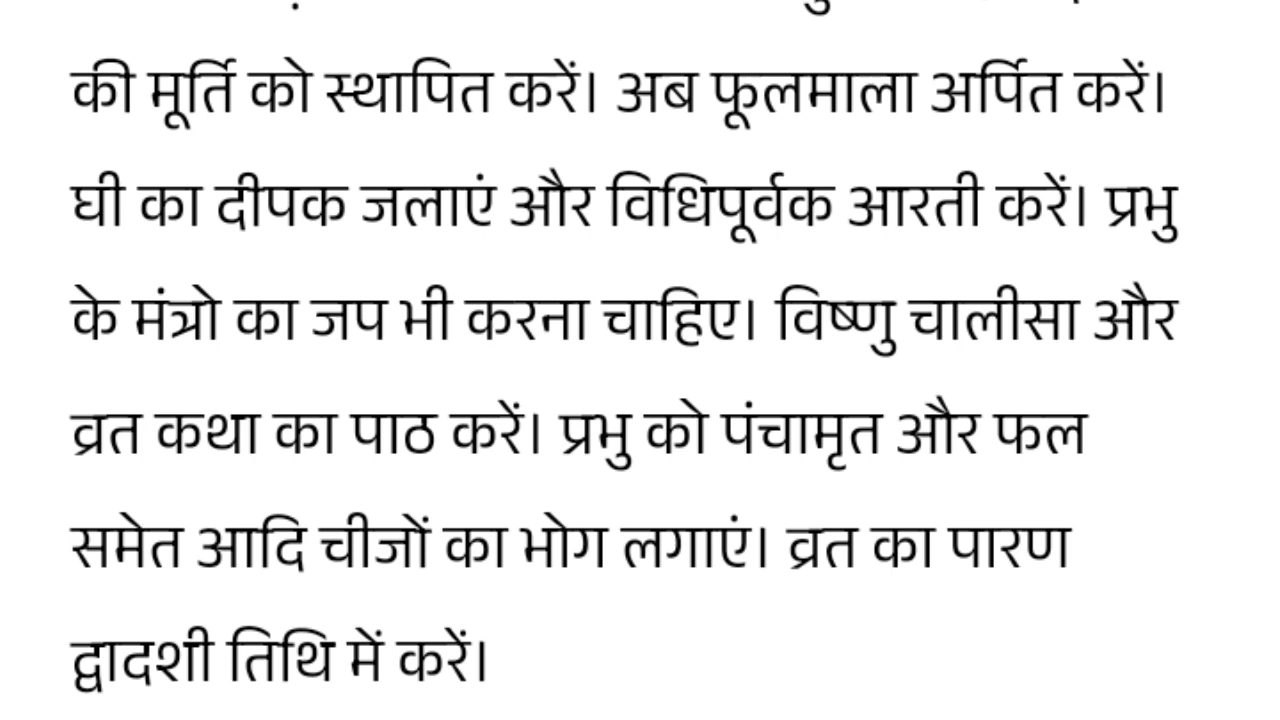 की मूर्ति को स्थापित करें। अब फूलमाला अर्पित करें।
घी का दीपक जलाएं और विधिपूर्वक आरती करें। प्रभु
के मंत्रो का जप भी करना चाहिए। विष्णु चालीसा और
व्रत कथा का पाठ करें। प्रभु को पंचामृत और फल
समेत आदि चीजों का भोग लगाएं। व्रत का पारण
द्वादशी तिथि में करें।